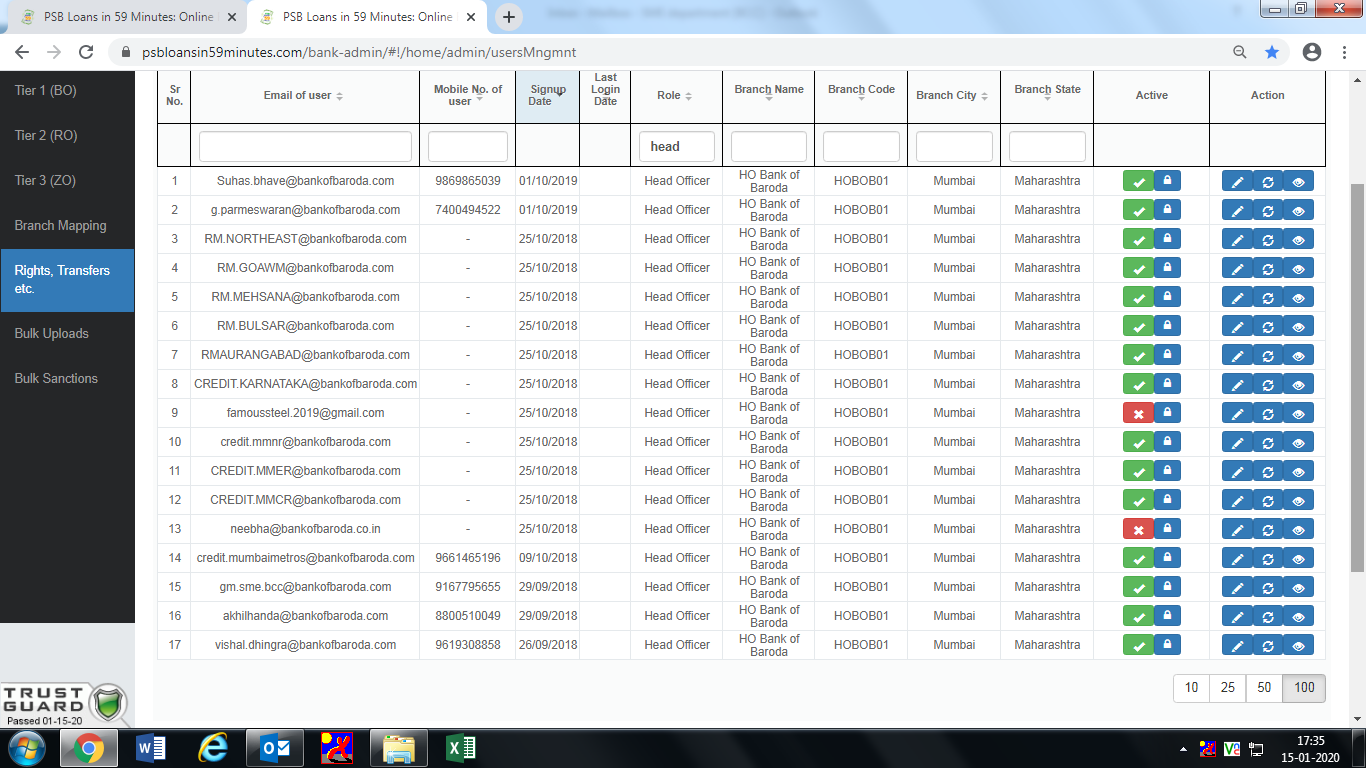 PSB Loans in 59 Minutes: Online
PSB Loans in 59 Minutes: Online
psbloansin59minutes.com/bank-admin/#!/home/admin/usersMngmnt
Tier 1 (BO)
Tier 2 (RO)
Tier 3 (ZO)
Branch Mapping
Rights, Transfers
etc.
Bulk Uploads
Bulk Sanctions
Sr No. Email of user Mobile No. of user Signup Date Last Login Date Role Branch Name Branch Code Branch City Branch State Active Action
head
1 Suhas.bhave@bankofbaroda.com 9869865039 01/10/2019 Head Officer HO Bank of Baroda HOBOB01 Mumbai Maharashtra
2 g.parmeswaran@bankofbaroda.com 7400494522 01/10/2019 Head Officer HO Bank of Baroda HOBOB01 Mumbai Maharashtra
3 RM.NORTHEAST@bankofbaroda.com - 25/10/2018 Head Officer HO Bank of Baroda HOBOB01 Mumbai Maharashtra
4 RM.GOAWM@bankofbaroda.com - 25/10/2018 Head Officer HO Bank of Baroda HOBOB01 Mumbai Maharashtra
5 RM.MEHSANA@bankofbaroda.com - 25/10/2018 Head Officer HO Bank of Baroda HOBOB01 Mumbai Maharashtra
6 RM.BULSAR@bankofbaroda.com - 25/10/2018 Head Officer HO Bank of Baroda HOBOB01 Mumbai Maharashtra
7 RMAURANGABAD@bankofbaroda.com - 25/10/2018 Head Officer HO Bank of Baroda HOBOB01 Mumbai Maharashtra
8 CREDIT.KARNATAKA@bankofbaroda.com - 25/10/2018 Head Officer HO Bank of Baroda HOBOB01 Mumbai Maharashtra
9 famoussteel.2019@gmail.com - 25/10/2018 Head Officer HO Bank of Baroda HOBOB01 Mumbai Maharashtra
10 credit.mmnr@bankofbaroda.com - 25/10/2018 Head Officer HO Bank of Baroda HOBOB01 Mumbai Maharashtra
11 CREDIT.MMER@bankofbaroda.com - 25/10/2018 Head Officer HO Bank of Baroda HOBOB01 Mumbai Maharashtra
12 CREDIT.MMCR@bankofbaroda.com - 25/10/2018 Head Officer HO Bank of Baroda HOBOB01 Mumbai Maharashtra
13 neebha@bankofbaroda.co.in - 25/10/2018 Head Officer HO Bank of Baroda HOBOB01 Mumbai Maharashtra
14 credit.mumbaimetros@bankofbaroda.com 9661465196 09/10/2018 Head Officer HO Bank of Baroda HOBOB01 Mumbai Maharashtra
15 gm.sme.bcc@bankofbaroda.com 9167795655 29/09/2018 Head Officer HO Bank of Baroda HOBOB01 Mumbai Maharashtra
16 akhilhanda@bankofbaroda.com 8800510049 29/09/2018 Head Officer HO Bank of Baroda HOBOB01 Mumbai Maharashtra
17 vishal.dhingra@bankofbaroda.com 9619308858 26/09/2018 Head Officer HO Bank of Baroda HOBOB01 Mumbai Maharashtra
10 25 50 100
TRUST
GUARD
Passed 01-15-20
17:35
15-01-2020